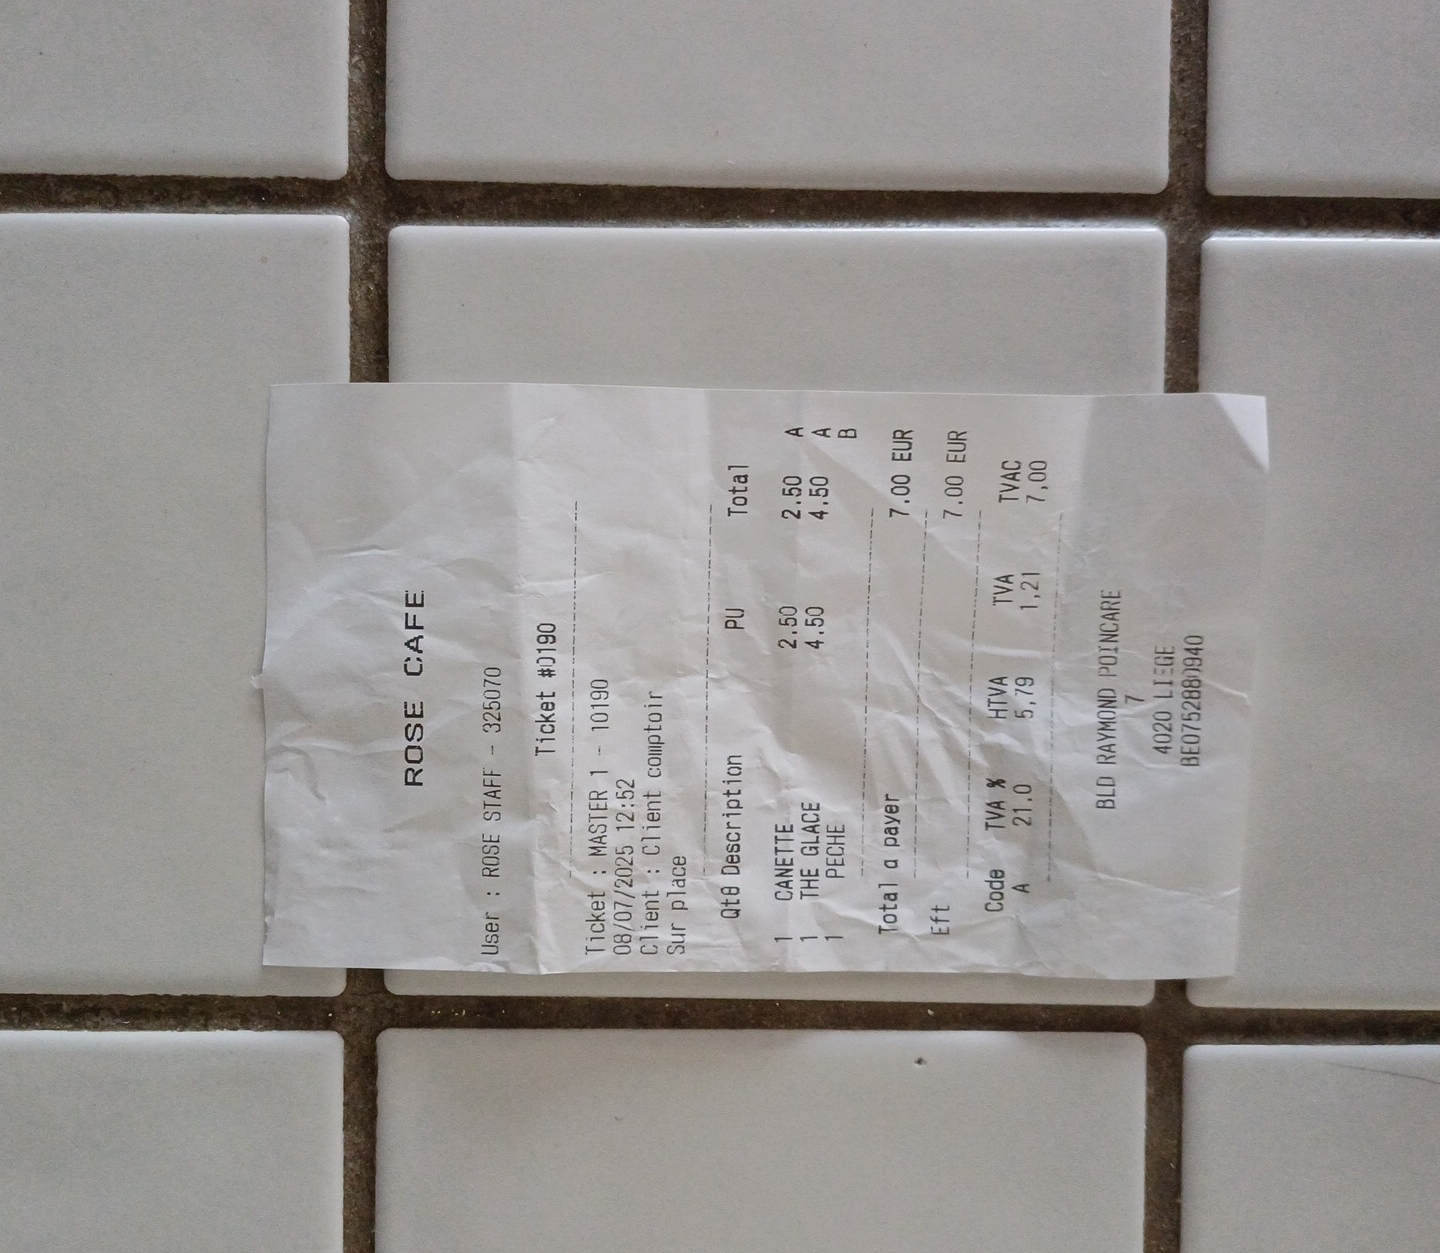 ROSE CAFE
User : ROSE STAFF - 325070
Ticket #0190
Ticket : MASTER 1 - 10190
08/07/2025 12:52
Client : Client comptoir
Sur place
Qt@ Description PU Total
1 CANETTE 2.50 2.50 A
1 THE GLACE 4.50 4.50 A
1 PECHE B
Total a payer 7.00 EUR
Eft 7.00 EUR
Code TVA % HTVA TVA TVAC
A 21.0 5,79 1,21 7,00
BLD RAYMOND POINCARE
7
4020 LIEGE
BE0752880940